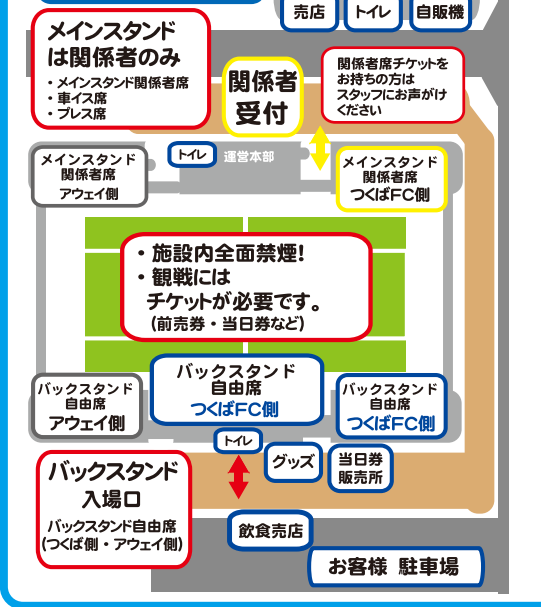 売店
トイレ
自販機
メインスタンド
は関係者のみ
・メインスタンド関係者席
・車イス席
・プレス席
関係者
受付
関係者席チケットを
お持ちの方は
スタッフにお声がけ
ください
トイレ
運営本部
メインスタンド
関係者席
アウェイ側
メインスタンド
関係者席
つくばFC側
・施設内全面禁煙!
・観戦には
チケットが必要です。
(前売券・当日券など)
バックスタンド
自由席
アウェイ側
バックスタンド
自由席
つくばFC側
バックスタンド
自由席
つくばFC側
トイレ
グッズ
当日券
販売所
バックスタンド
入場口
バックスタンド自由席
(つくば側・アウェイ側)
飲食売店
お客様 駐車場